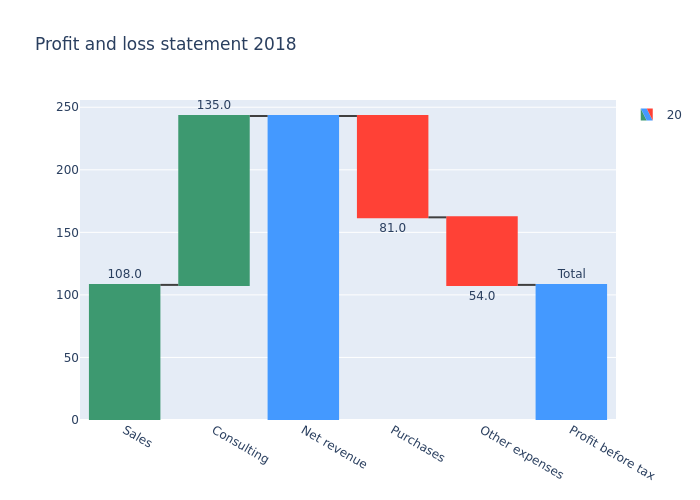 Profit and loss statement 2018
250
200
150
100
50
0
108.0
135.0
81.0
54.0
Total
Sales
Consulting
Net revenue
Purchases
Other expenses
Profit before tax
20